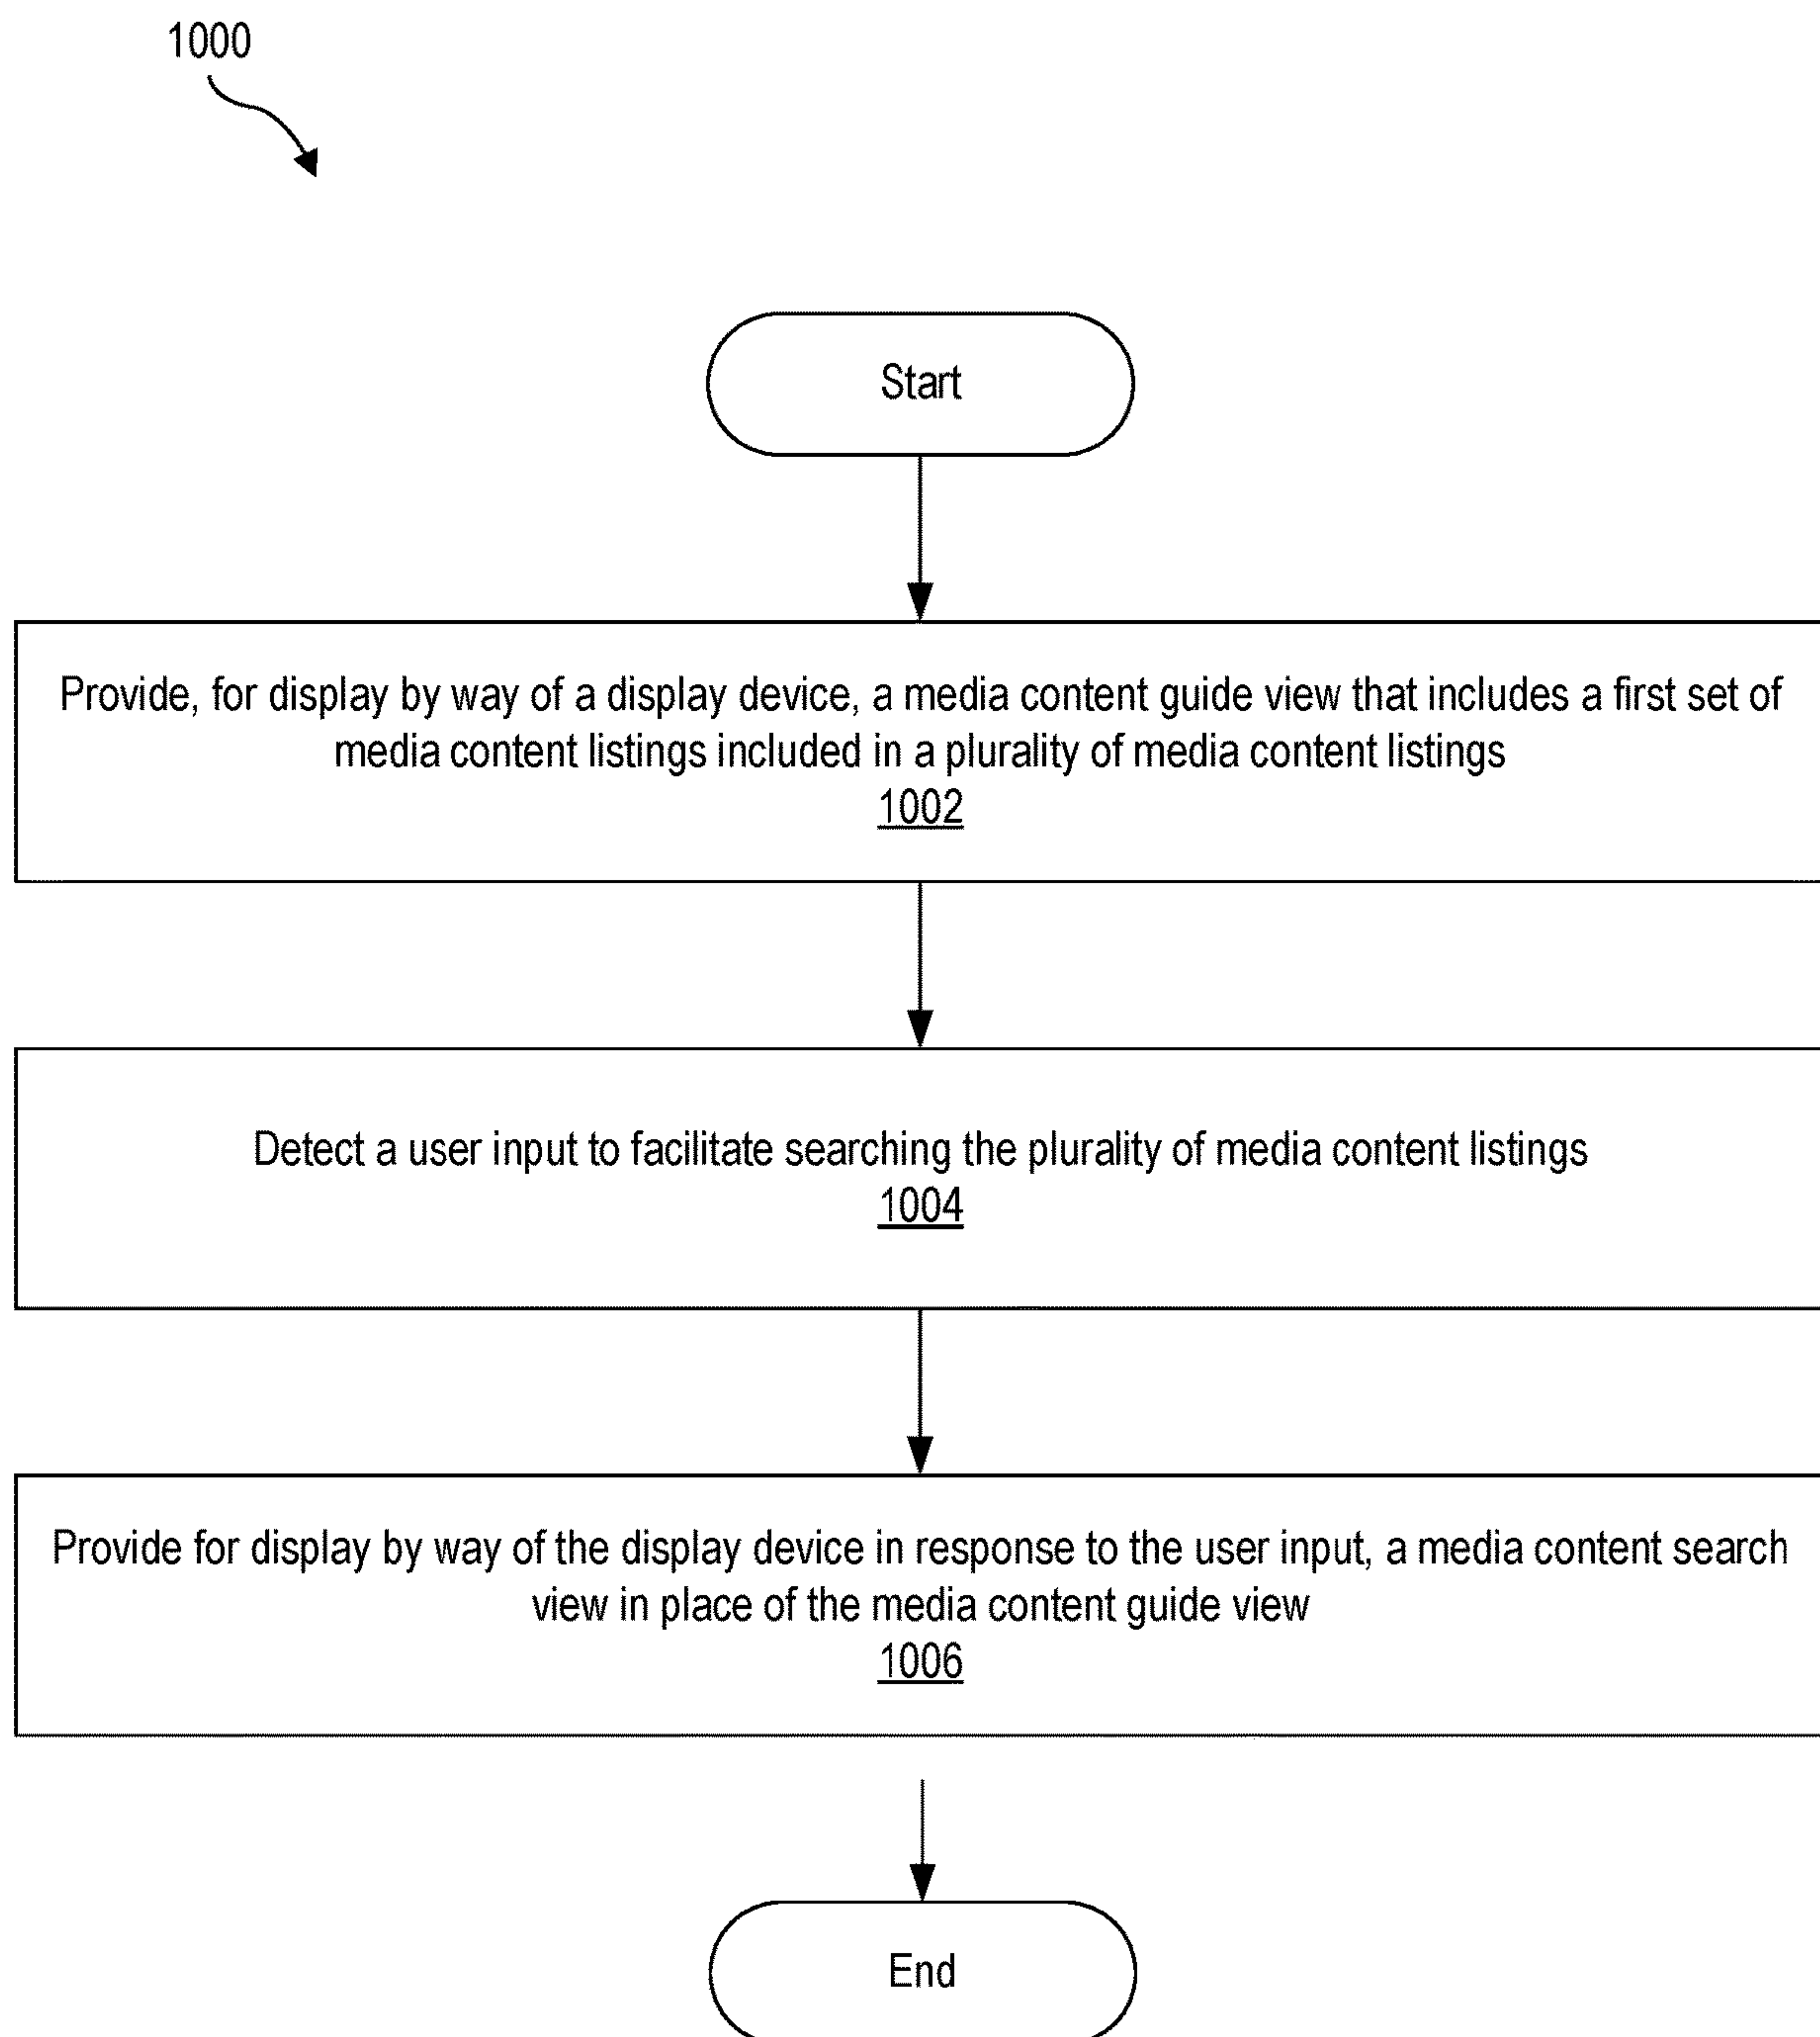 1000
Start
Provide, for display by way of a display device, a media content guide view that includes a first set of
media content listings included in a plurality of media content listings
1002
Detect a user input to facilitate searching the plurality of media content listings
1004
Provide for display by way of the display device in response to the user input, a media content search
view in place of the media content guide view
1006
End